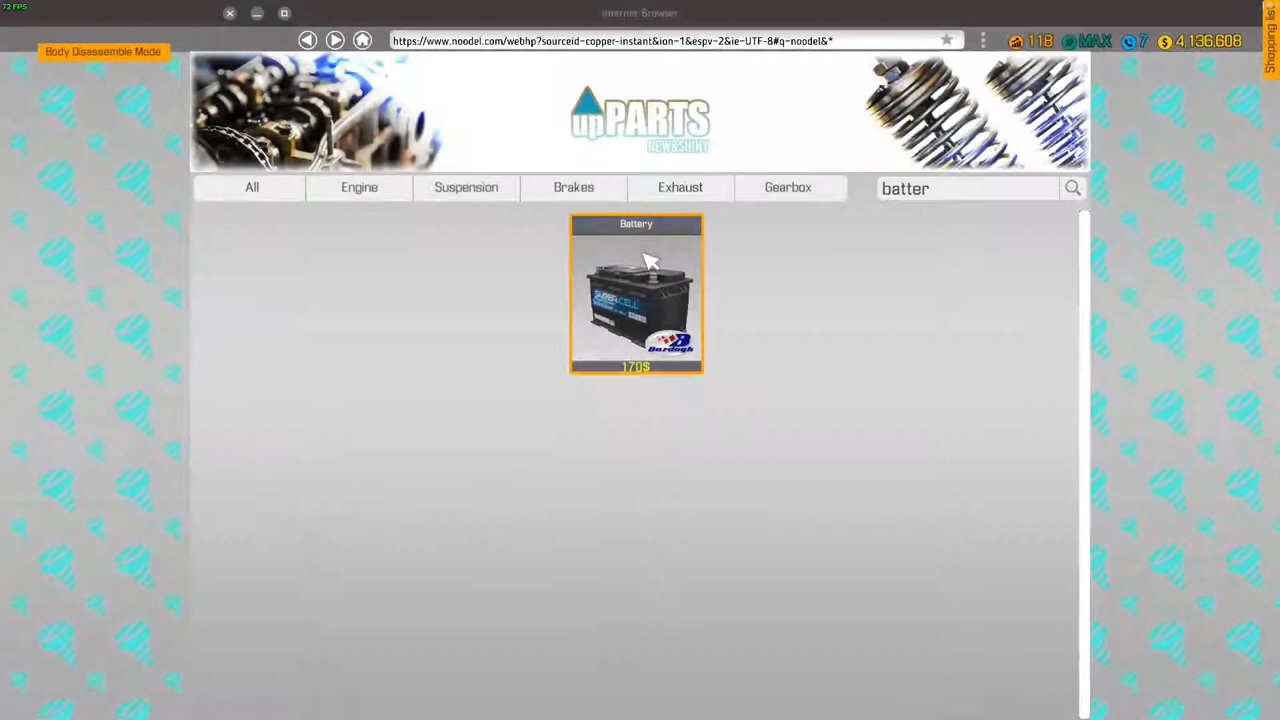 72 FPS
Internet Browser
https://www.noodel.com/webhp?sourceid-copper-instant&ion-1&espv-2&ie-UTF-8#q-noodel&*
118
MAX
7
$ 4,136,608
Body Disassemble Mode
Shopping list
upPARTS
NEW&SHINY
All
Engine
Suspension
Brakes
Exhaust
Gearbox
batter
Battery
SUPER CELL
Bardogh
170$